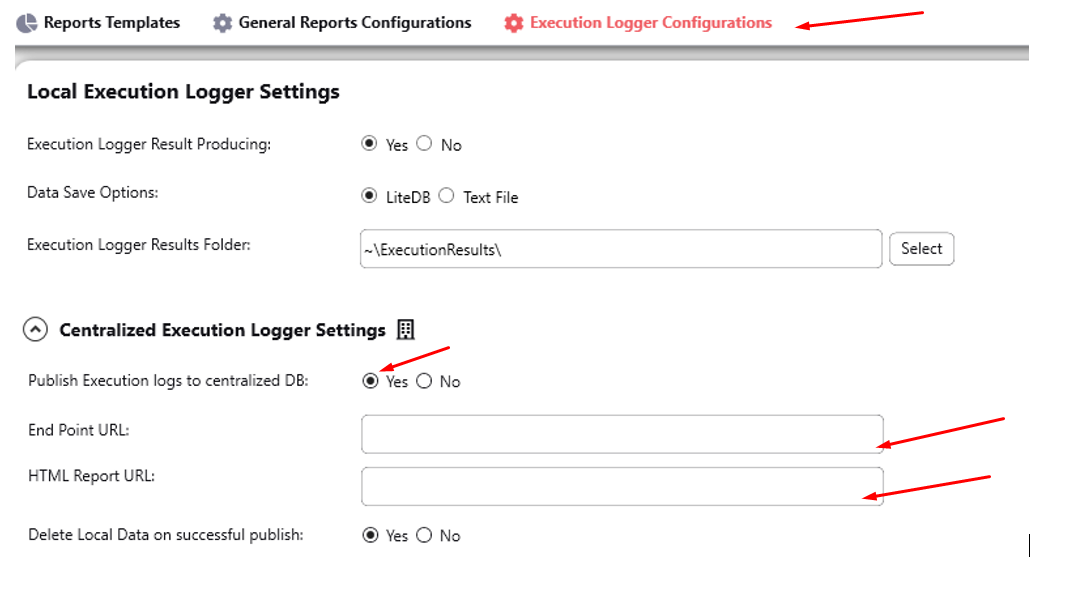 Reports Templates General Reports Configurations Execution Logger Configurations
Local Execution Logger Settings
Execution Logger Result Producing: Yes No
Data Save Options: LiteDB Text File
Execution Logger Results Folder: ~\ExecutionResults\ Select
Centralized Execution Logger Settings
Publish Execution logs to centralized DB: Yes No
End Point URL:
HTML Report URL:
Delete Local Data on successful publish: Yes No